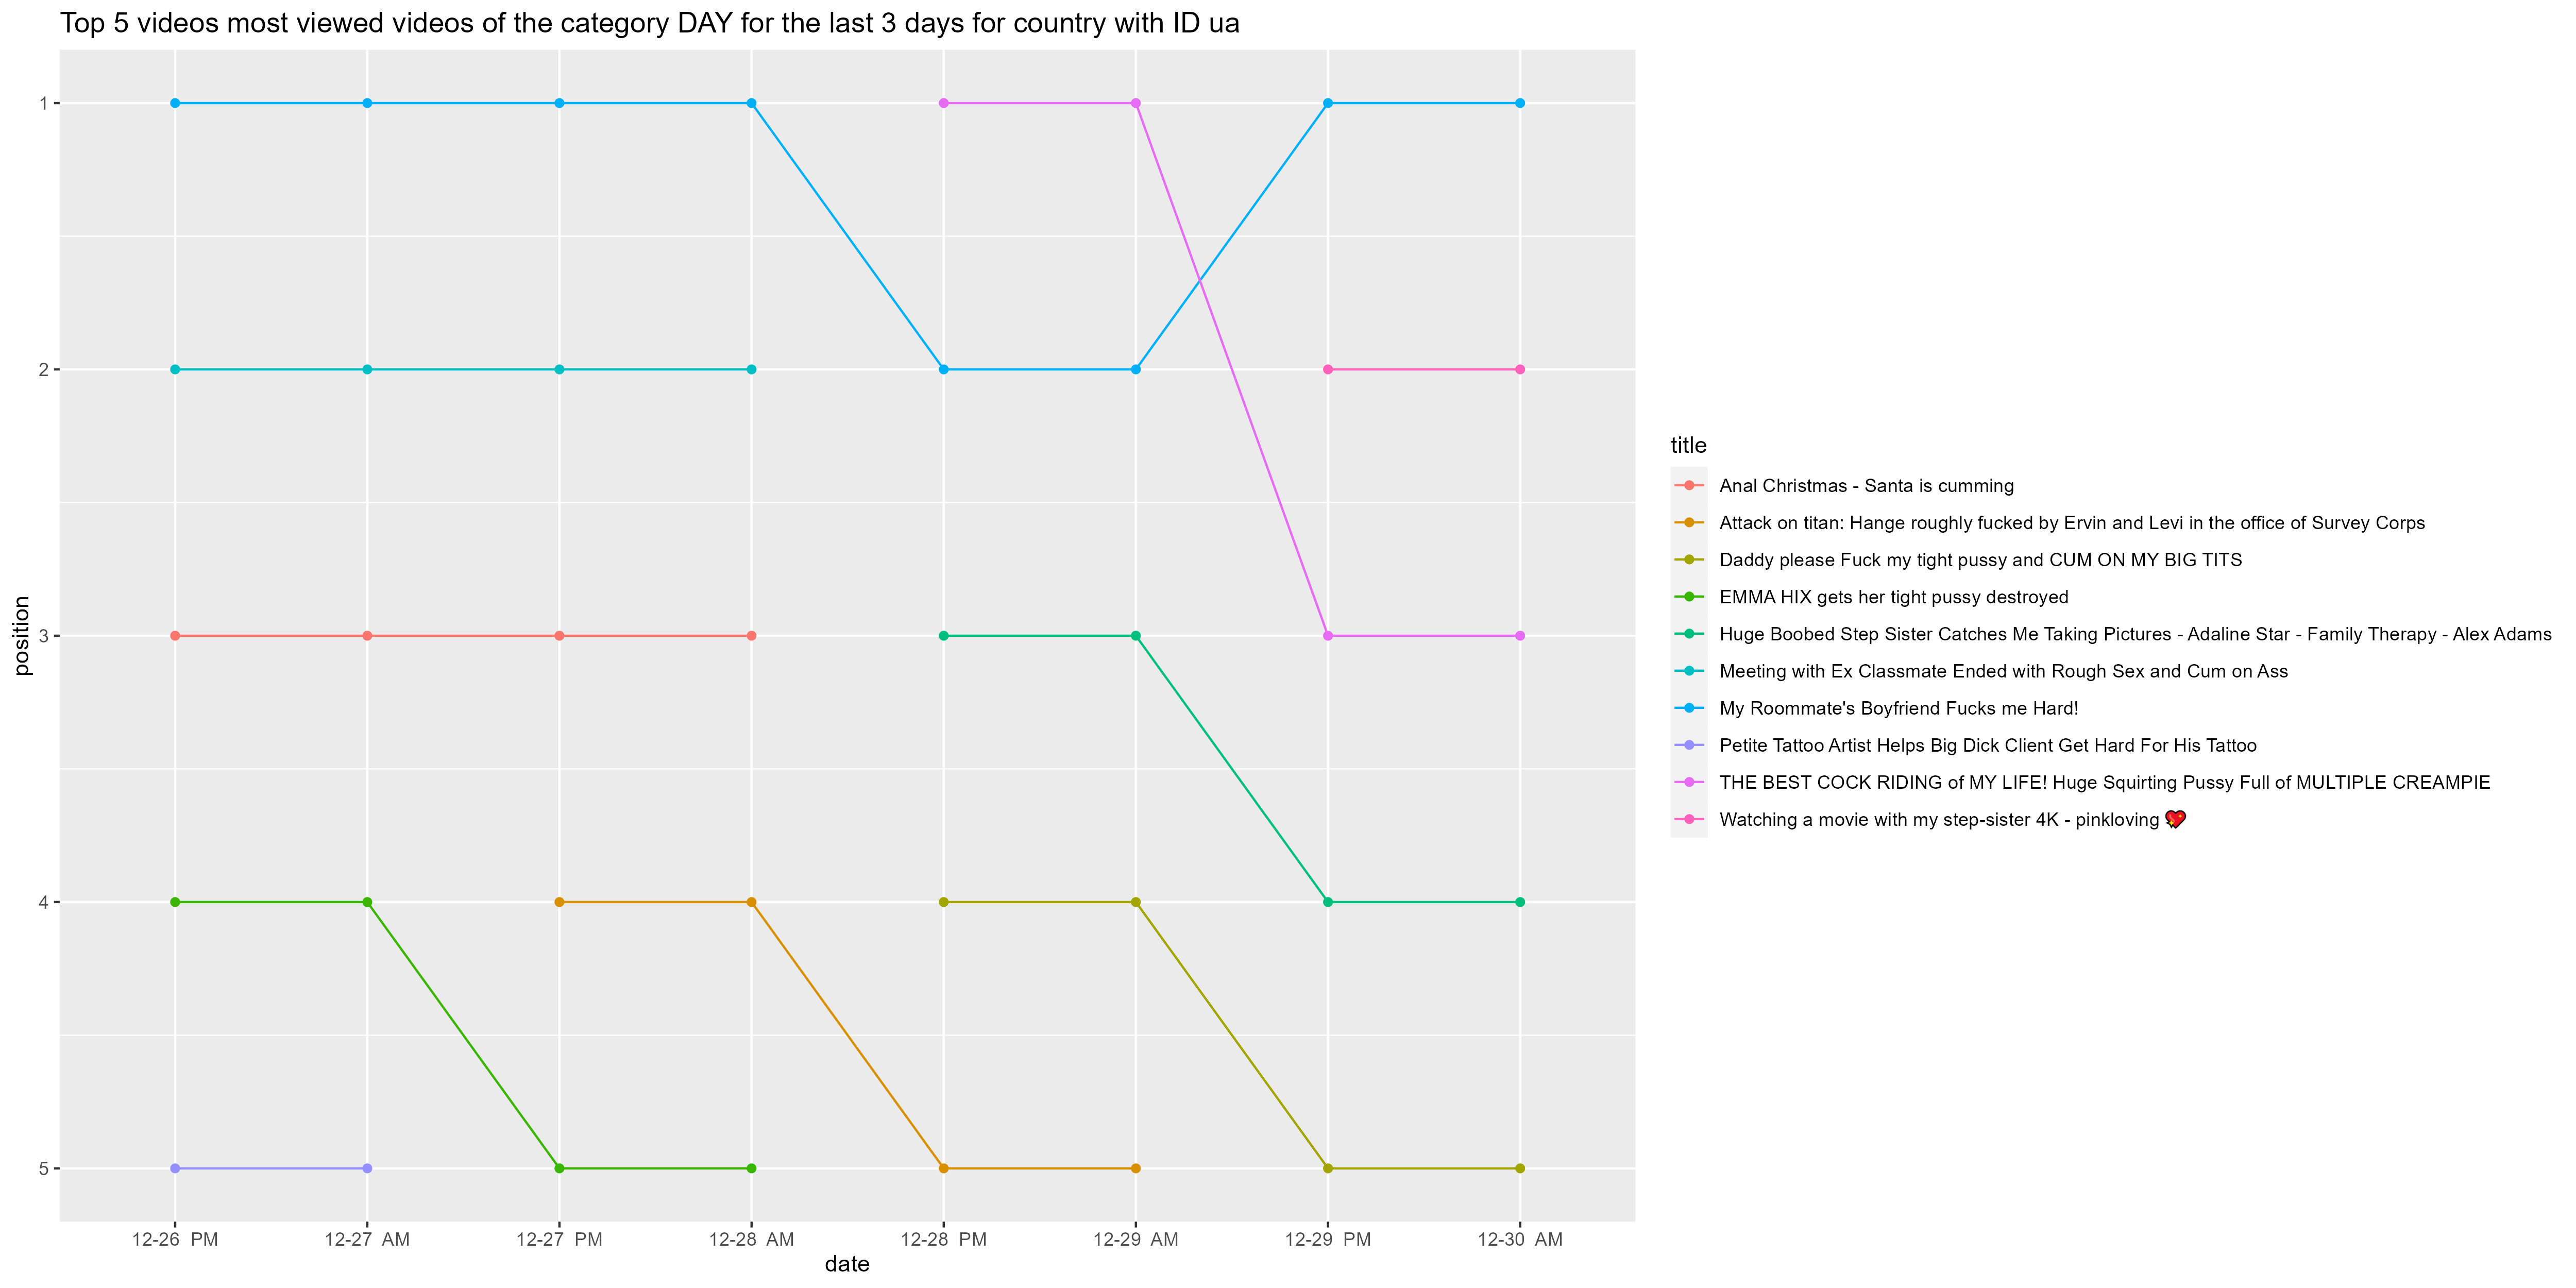 Top 5 videos most viewed videos of the category DAY for the last 3 days for country with ID ua
1
2
3
4
5
position
12-26 PM
12-27 AM
12-27 PM
12-28 AM
12-28 PM
12-29 AM
12-29 PM
12-30 AM
date
title
Anal Christmas - Santa is cumming
Attack on titan: Hange roughly fucked by Ervin and Levi in the office of Survey Corps
Daddy please Fuck my tight pussy and CUM ON MY BIG TITS
EMMA HIX gets her tight pussy destroyed
Huge Boobed Step Sister Catches Me Taking Pictures - Adaline Star - Family Therapy - Alex Adams
Meeting with Ex Classmate Ended with Rough Sex and Cum on Ass
My Roommate's Boyfriend Fucks me Hard!
Petite Tattoo Artist Helps Big Dick Client Get Hard For His Tattoo
THE BEST COCK RIDING of MY LIFE! Huge Squirting Pussy Full of MULTIPLE CREAMPIE
Watching a movie with my step-sister 4K - pinkloving 💖